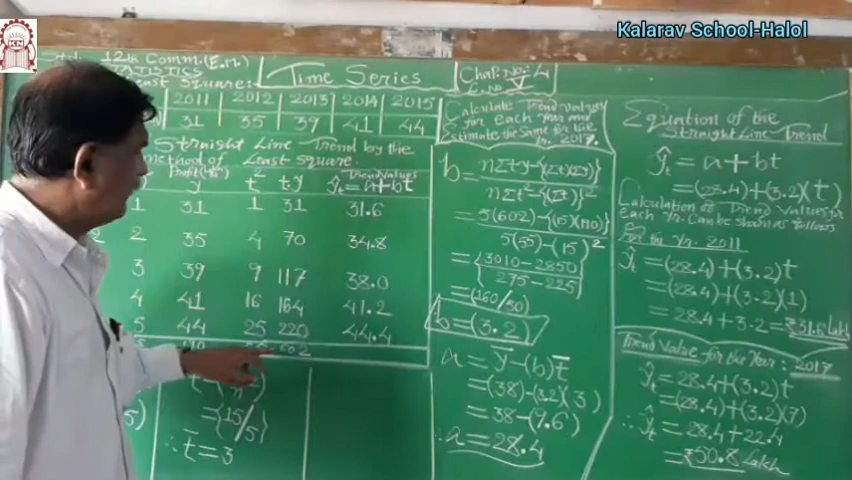 Kalarav School-Halol
KN
Std. 12th Comm.(E.M.)
STATISTICS
Least Square:-
Time Series
Chap. No: 4
2011 2012 2013 2014 2015
31 35 39 41 44
Straight Line Trend by the
method of Least square.
y t² t.y
Trend Values
ŷt = a+bt
1 31 1 31 31.6
2 35 4 70 34.8
3 39 9 117 38.0
4 41 16 164 41.2
5 44 25 220 44.4
=(15/5)
∴ t̄ = 3
Calculate Trend Values
for each Year and
Estimate the same for the
Yr. 2017.
b = nΣty-{(Σt)(Σy)}
nΣt²-{(Σt)}²
= 5(602)-{(15)(190)}
5(55)-(15)²
= {3010-2850
275-225}
=(160/50)
b=(3.2)
a = ȳ-(b)t̄
=(38)-(3.2)(3)
= 38-(9.6)
∴ a = 28.4
Equation of the
Straight Line Trend
ŷt = a+bt
=(28.4)+(3.2)(t)
Calculation of Trend Values for
Each Yr. Can be shown as follows
For the Yr. 2011
ŷt =(28.4)+(3.2)t
=(28.4)+(3.2)(1)
= 28.4+3.2=₹31.6 Lakh
Trend Value for the Year: 2017
ŷt = 28.4+(3.2)t
=(28.4)+(3.2)(7)
∴ ŷt = 28.4+22.4
= ₹50.8 Lakh